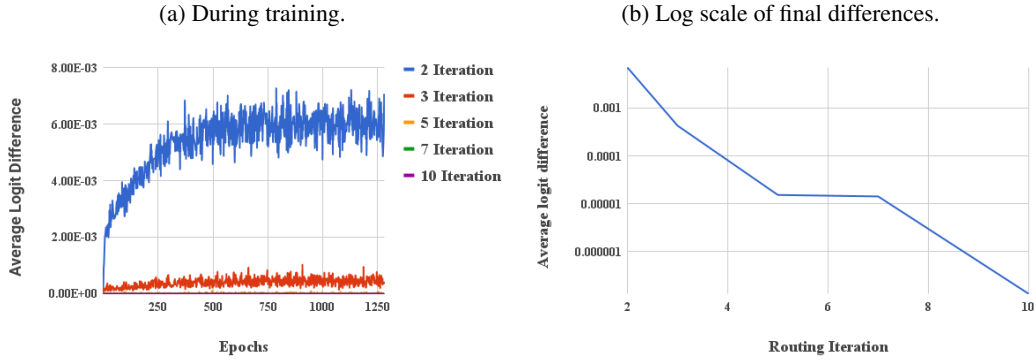 (a) During training.
8.00E-03
6.00E-03
4.00E-03
2.00E-03
0.00E+00
250
500
750
1000
1250
Average Logit Difference
Epochs
2 Iteration
3 Iteration
5 Iteration
7 Iteration
10 Iteration
(b) Log scale of final differences.
0.001
0.0001
0.00001
0.000001
2
4
6
8
10
Average logit difference
Routing Iteration